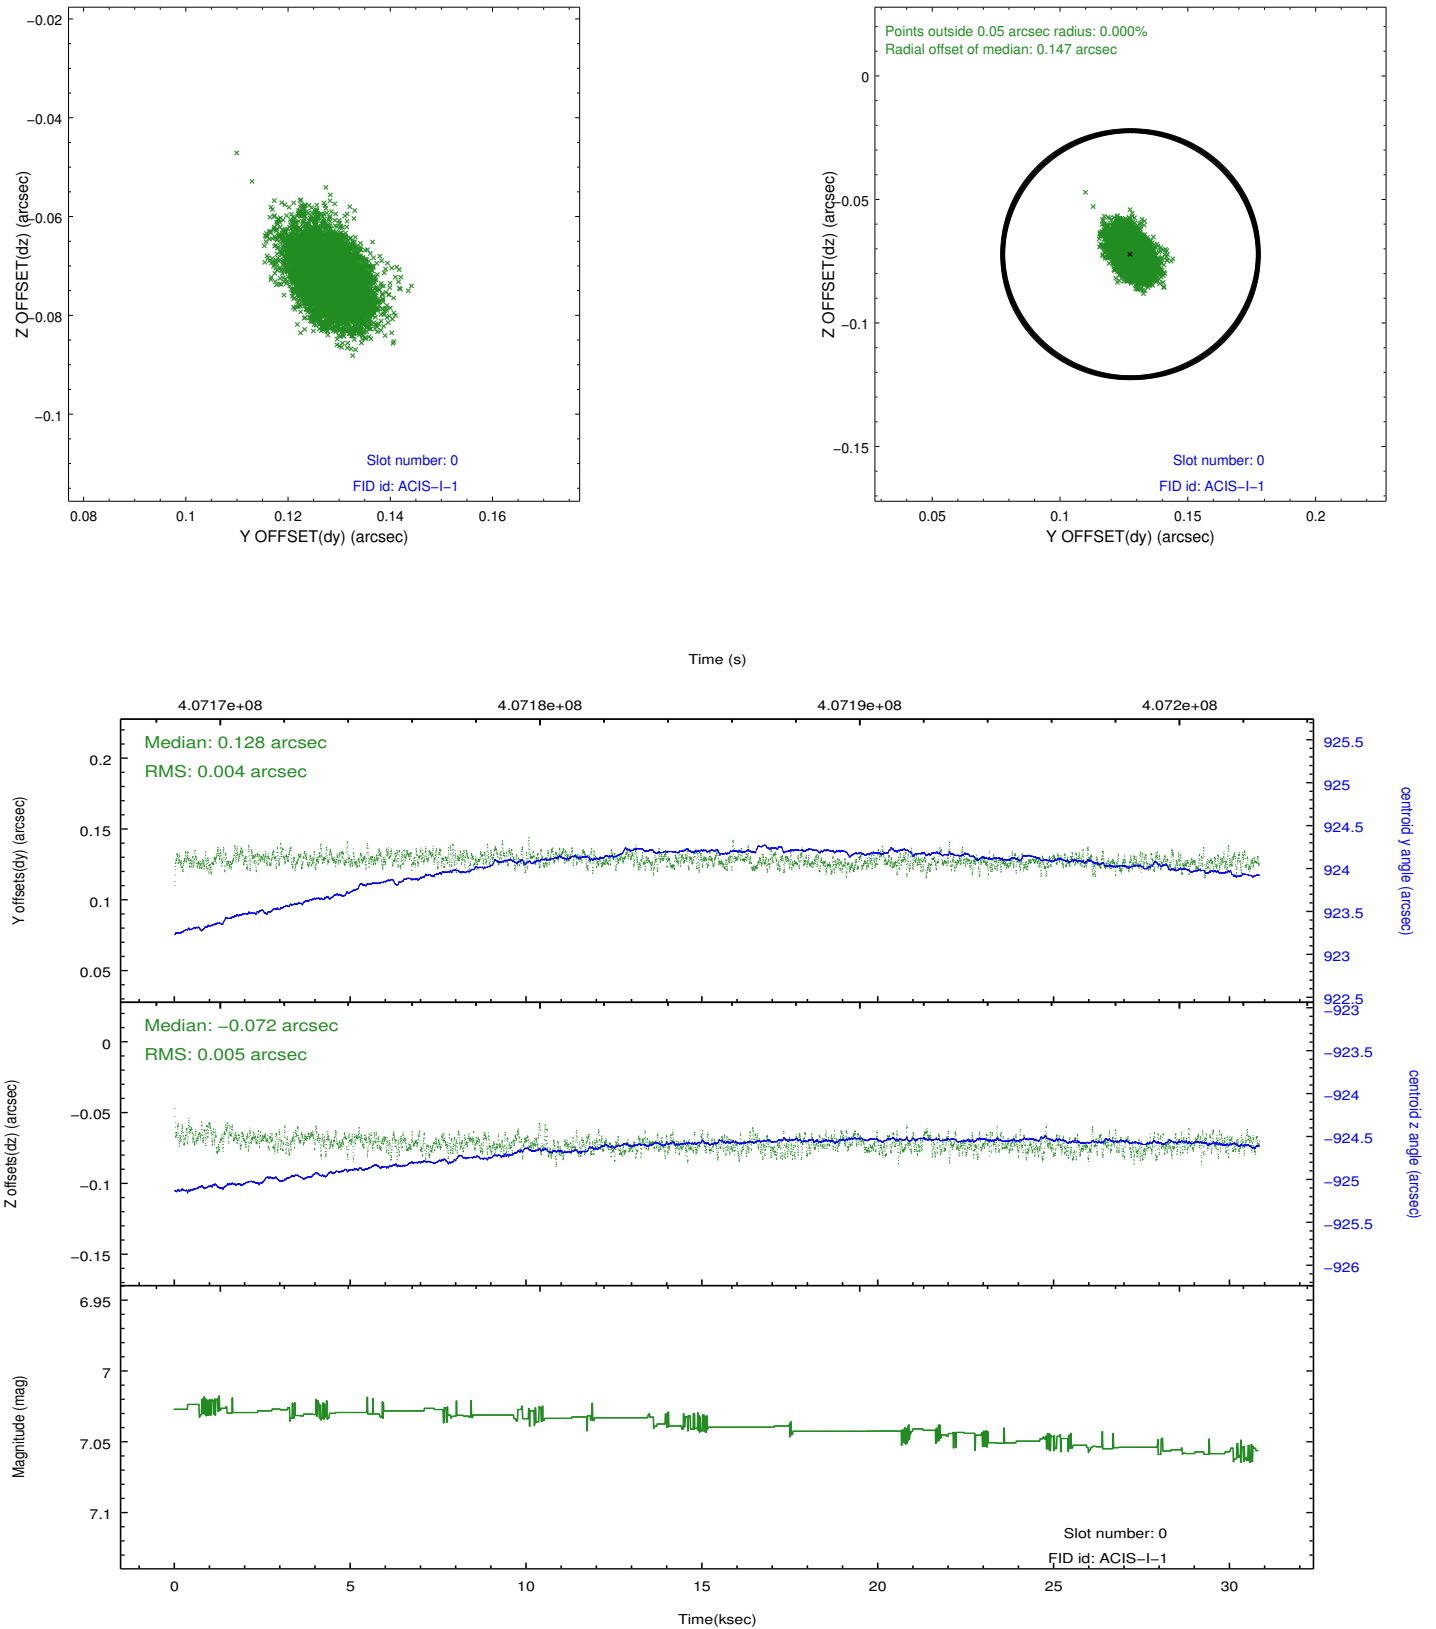 −0.02
−0.04
−0.06
−0.08
−0.1
Z OFFSET(dz) (arcsec)
Slot number: 0
FID id: ACIS−I−1
0.08 0.1 0.12 0.14 0.16
Y OFFSET(dy) (arcsec)
Points outside 0.05 arcsec radius: 0.000%
Radial offset of median: 0.147 arcsec
0
−0.05
−0.1
−0.15
Z OFFSET(dz) (arcsec)
Slot number: 0
FID id: ACIS−I−1
0.05 0.1 0.15 0.2
Y OFFSET(dy) (arcsec)
Time (s)
4.0717e+08 4.0718e+08 4.0719e+08 4.072e+08
Median: 0.128 arcsec
RMS: 0.004 arcsec
0.2
0.15
0.1
0.05
Y offsets(dy) (arcsec)
925.5
925
924.5
924
923.5
923
922.5
centroid y angle (arcsec)
Median: −0.072 arcsec
RMS: 0.005 arcsec
0
−0.05
−0.1
−0.15
Z offsets(dz) (arcsec)
−923
−923.5
−924
−924.5
−925
−925.5
−926
centroid z angle (arcsec)
6.95
7
7.05
7.1
Magnitude (mag)
Slot number: 0
FID id: ACIS−I−1
0 5 10 15 20 25 30
Time(ksec)